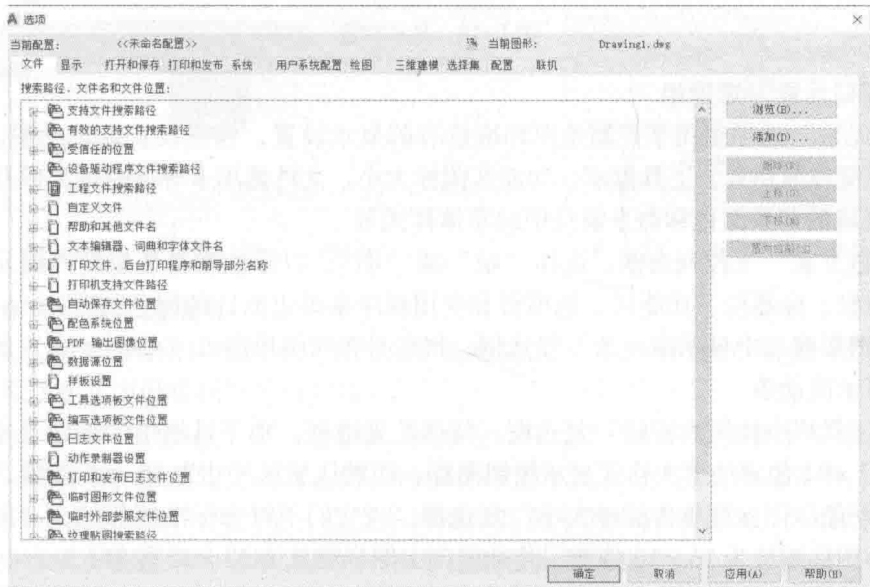 选项
当前配置: <<未命名配置>> 当前图形: Drawing1.dwg
文件 显示 打开和保存 打印和发布 系统 用户系统配置 绘图 三维建模 选择集 配置 联机
搜索路径、文件名和文件位置:
支持文件搜索路径
有效的支持文件搜索路径
受信任的位置
设备驱动程序文件搜索路径
工程文件搜索路径
自定义文件
帮助和其他文件名
文本编辑器、词典和字体文件名
打印文件、后台打印程序和前导部分名称
打印机支持文件路径
自动保存文件位置
配色系统位置
PDF 输出图像位置
数据源位置
样板设置
工具选项板文件位置
编写选项板文件位置
日志文件位置
动作录制器设置
打印和发布日志文件位置
临时图形文件位置
临时外部参照文件位置
纹理贴图搜索路径
浏览(B)...
添加(D)...
确定 取消 应用(A) 帮助(H)